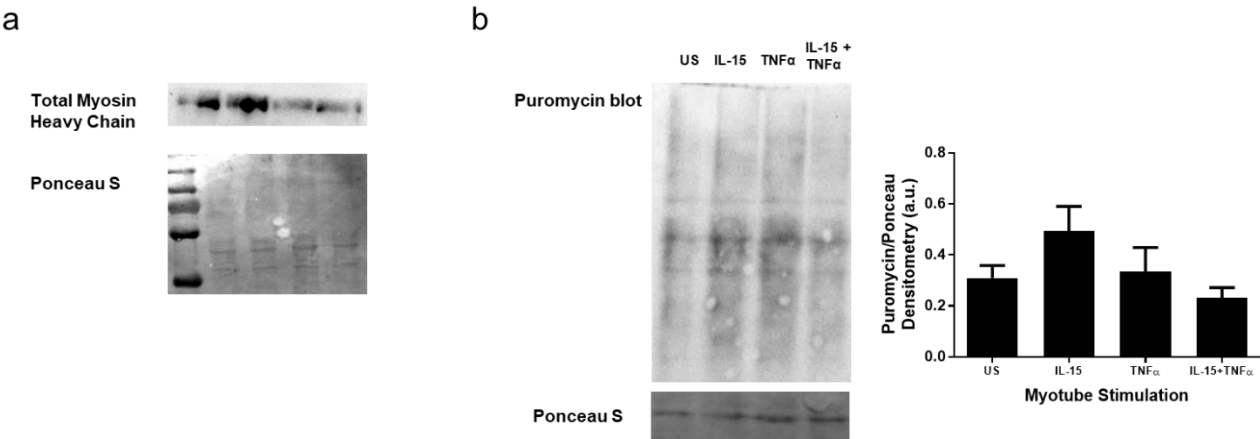 a
Total Myosin
Heavy Chain
Ponceau S
b
US IL-15 TNFα IL-15 +
TNFα
Puromycin blot
Ponceau S
Puromycin/Ponceau
Densitometry (a.u.)
0.8
0.6
0.4
0.2
0.0
US IL-15 TNFα IL-15+TNFα
Myotube Stimulation